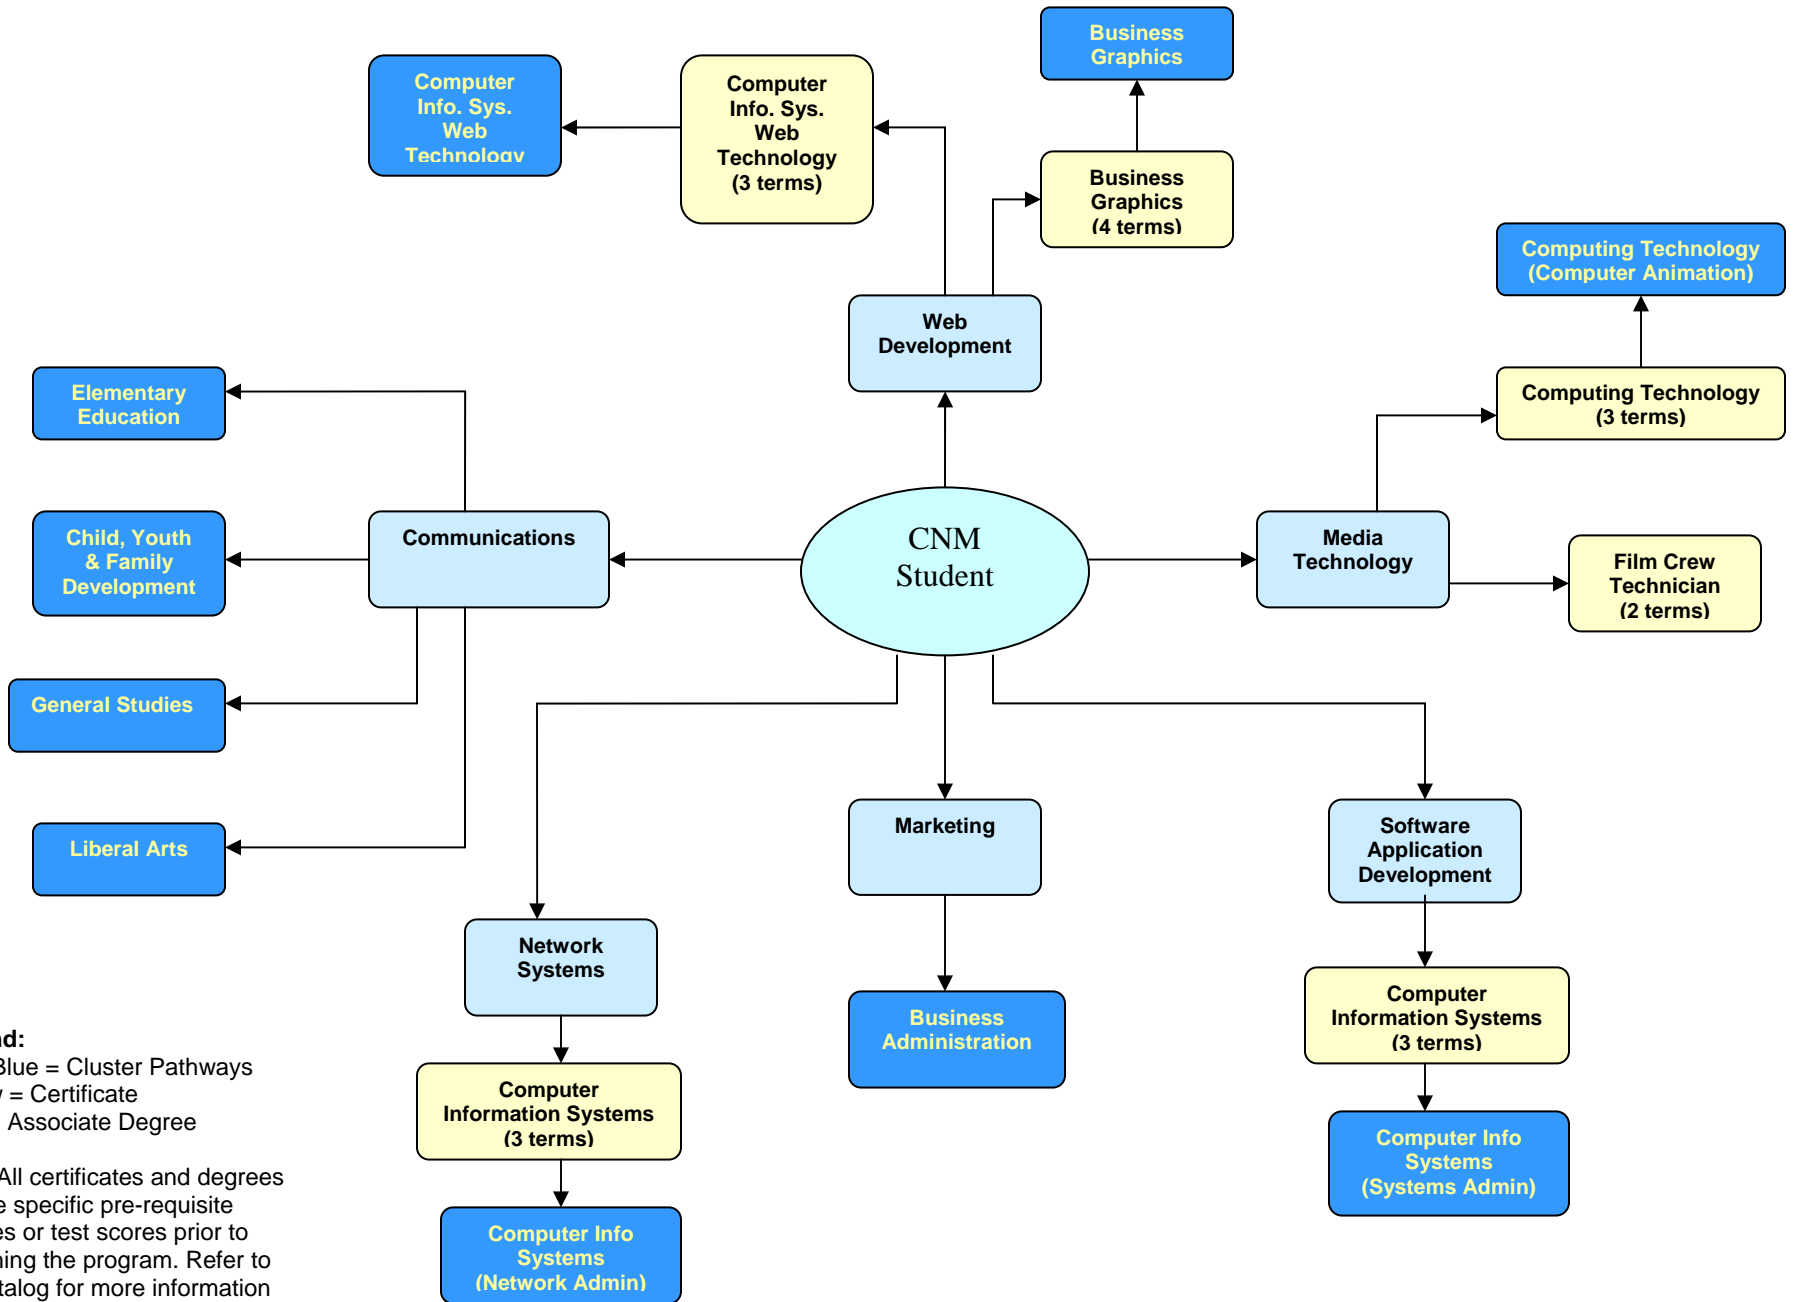 Business
Graphics
Computer
Info. Sys.
Web
Technology
Computer
Info. Sys.
Web
Technology
(3 terms)
Business
Graphics
(4 terms)
Computing Technology
(Computer Animation)
Web
Development
Elementary
Education
Computing Technology
(3 terms)
Child, Youth
& Family
Development
Communications
CNM
Student
Media
Technology
Film Crew
Technician
(2 terms)
General Studies
Liberal Arts
Marketing
Software
Application
Development
Network
Systems
Business
Administration
Computer
Information Systems
(3 terms)
Computer
Information Systems
(3 terms)
Computer Info
Systems
(Systems Admin)
Computer Info
Systems
(Network Admin)
nd:
Blue = Cluster Pathways
= Certificate
Associate Degree
All certificates and degrees
e specific pre-requisite
es or test scores prior to
ning the program. Refer to
talog for more information